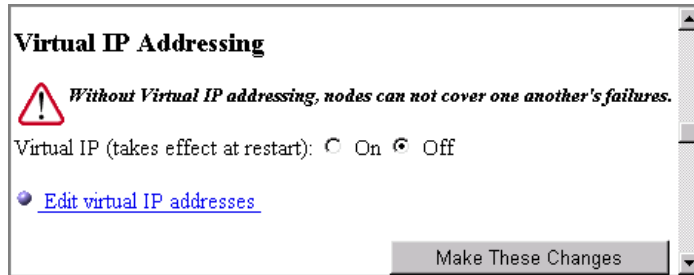 Virtual IP Addressing
Without Virtual IP addressing, nodes can not cover one another's failures.
Virtual IP (takes effect at restart): On Off
Edit virtual IP addresses
Make These Changes